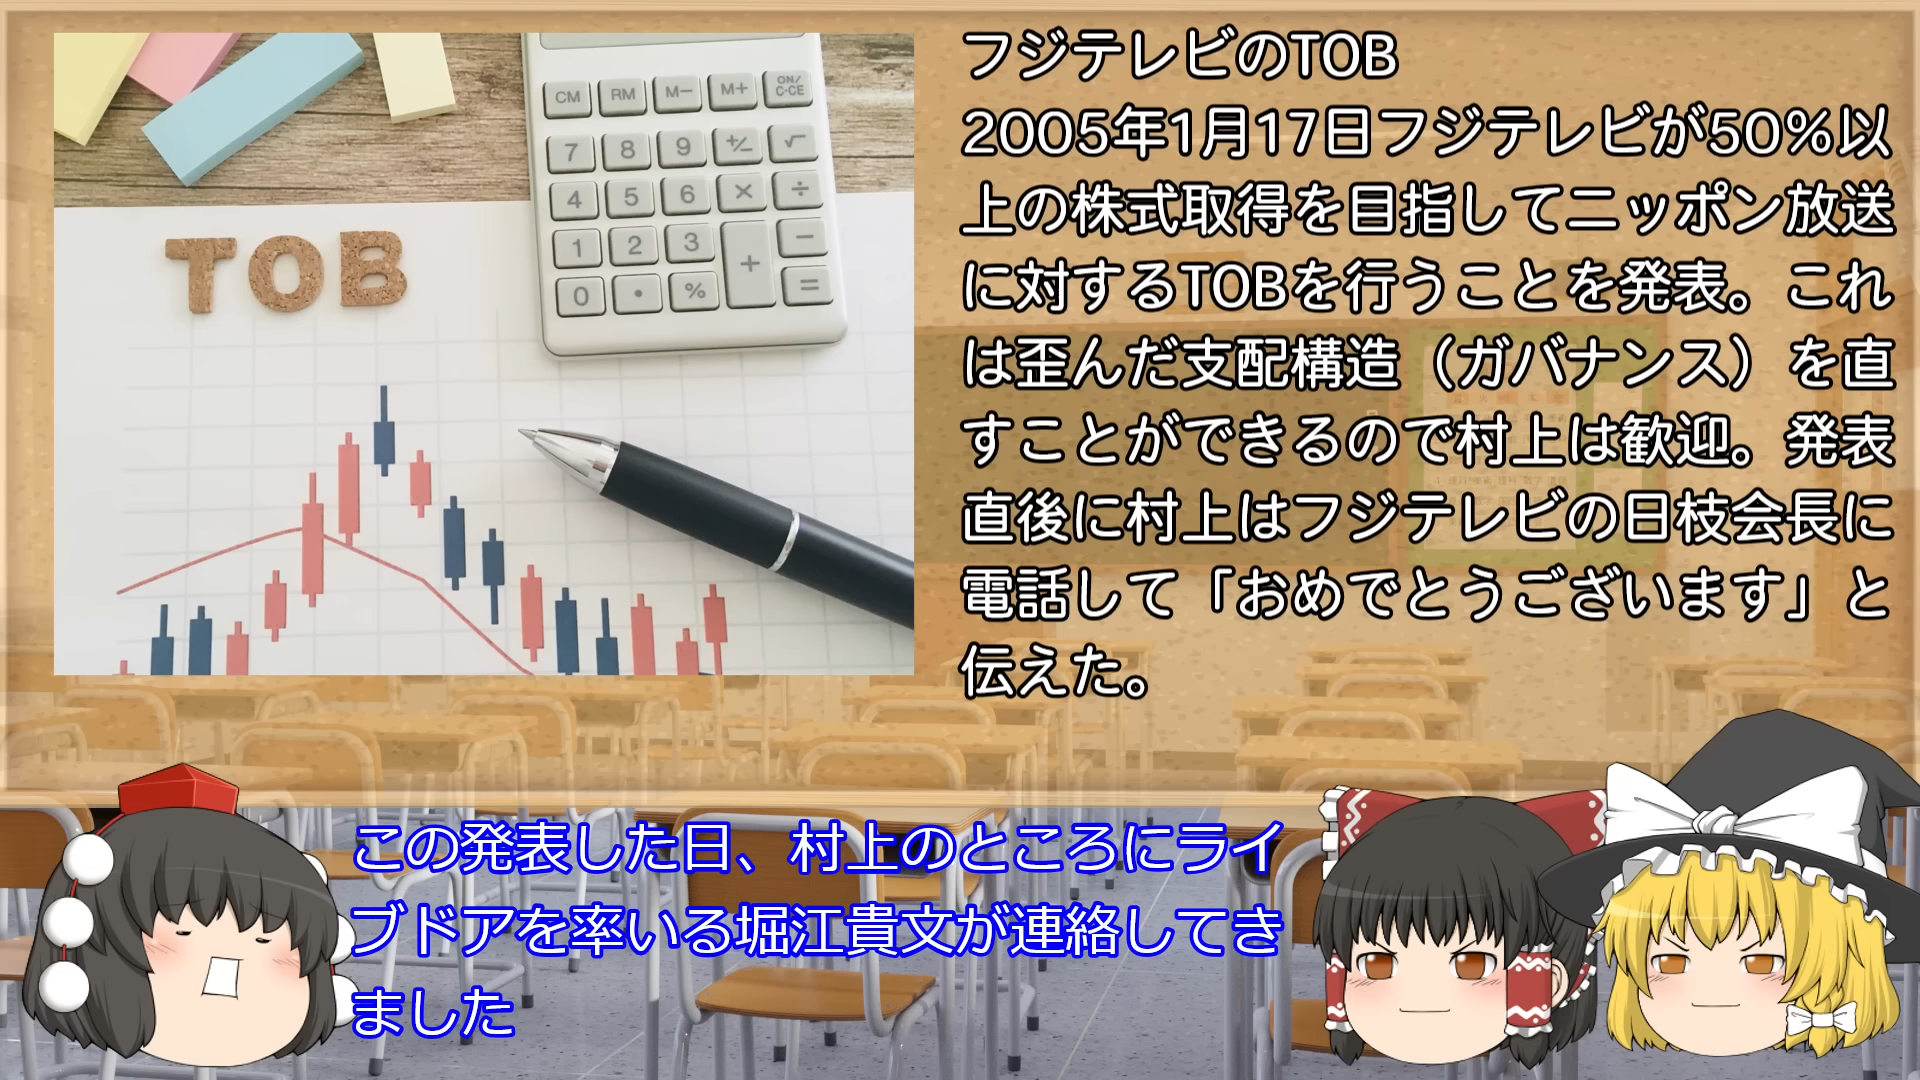 フジテレビのTOB
2005年1月17日フジテレビが50%以
上の株式取得を目指してニッポン放送
に対するTOBを行うことを発表。これ
は歪んだ支配構造（ガバナンス）を直
すことができるので村上は歓迎。発表
直後に村上はフジテレビの日枝会長に
電話して「おめでとうございます」と
伝えた。
TOB
CM RM M− M+ ON/C·CE
7 8 9 +/− √
4 5 6 × ÷
1 2 3 + −
0 • % =
この発表した日、村上のところにライ
ブドアを率いる堀江貴文が連絡してき
ました